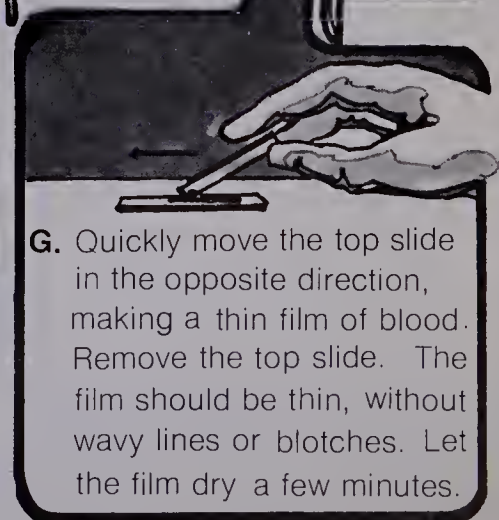 G. Quickly move the top slide
in the opposite direction,
making a thin film of blood.
Remove the top slide. The
film should be thin, without
wavy lines or blotches. Let
the film dry a few minutes.